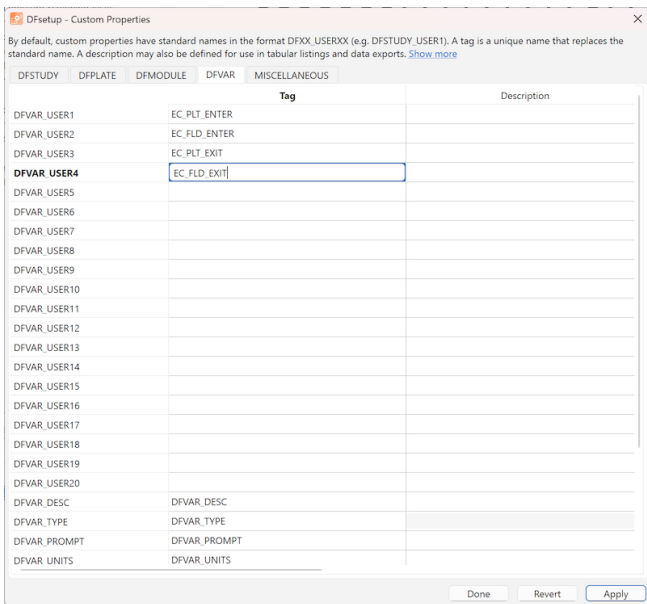 DFsetup - Custom Properties
By default, custom properties have standard names in the format DFXX_USERXX (e.g. DFSTUDY_USER1). A tag is a unique name that replaces the
standard name. A description may also be defined for use in tabular listings and data exports. Show more
DFSTUDY DFPLATE DFMODULE DFVAR MISCELLANEOUS
Tag Description
DFVAR_USER1 EC_PLT_ENTER
DFVAR_USER2 EC_FLD_ENTER
DFVAR_USER3 EC_PLT_EXIT
DFVAR_USER4 EC_FLD_EXIT
DFVAR_USER5
DFVAR_USER6
DFVAR_USER7
DFVAR_USER8
DFVAR_USER9
DFVAR_USER10
DFVAR_USER11
DFVAR_USER12
DFVAR_USER13
DFVAR_USER14
DFVAR_USER15
DFVAR_USER16
DFVAR_USER17
DFVAR_USER18
DFVAR_USER19
DFVAR_USER20
DFVAR_DESC DFVAR_DESC
DFVAR_TYPE DFVAR_TYPE
DFVAR_PROMPT DFVAR_PROMPT
DFVAR_UNITS DFVAR_UNITS
Done Revert Apply